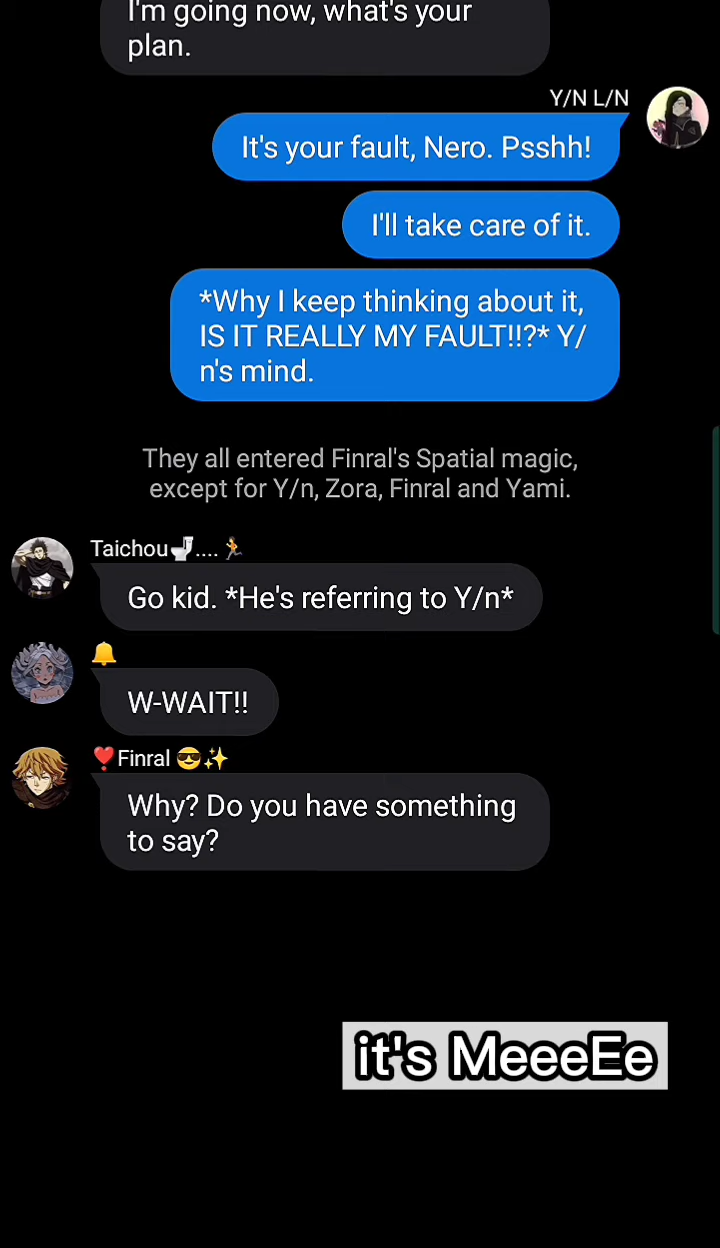 I'm going now, what's your
plan.
Y/N L/N
It's your fault, Nero. Psshh!
I'll take care of it.
*Why I keep thinking about it,
IS IT REALLY MY FAULT!!?* Y/
n's mind.
They all entered Finral's Spatial magic,
except for Y/n, Zora, Finral and Yami.
Taichou🚽....🏃
Go kid. *He's referring to Y/n*
🔔
W-WAIT!!
❣️Finral 😎✨
Why? Do you have something
to say?
it's MeeeEe